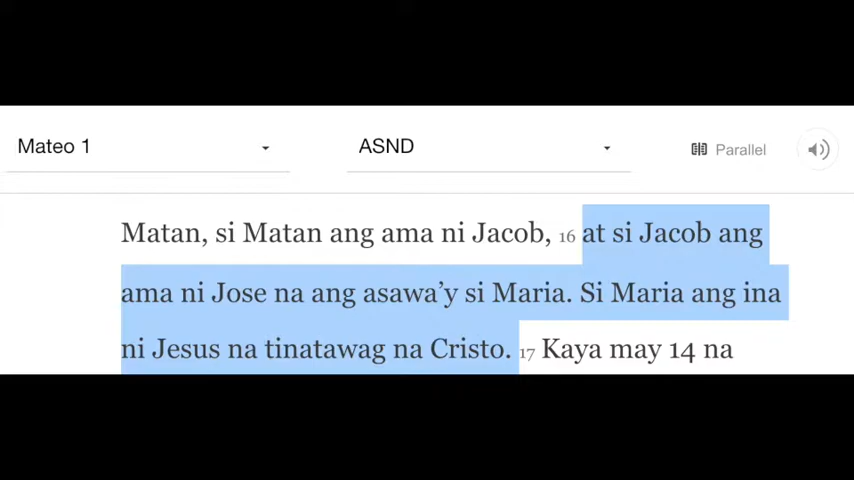 Mateo 1 ASND Parallel
Matan, si Matan ang ama ni Jacob, 16 at si Jacob ang
ama ni Jose na ang asawa’y si Maria. Si Maria ang ina
ni Jesus na tinatawag na Cristo. 17 Kaya may 14 na